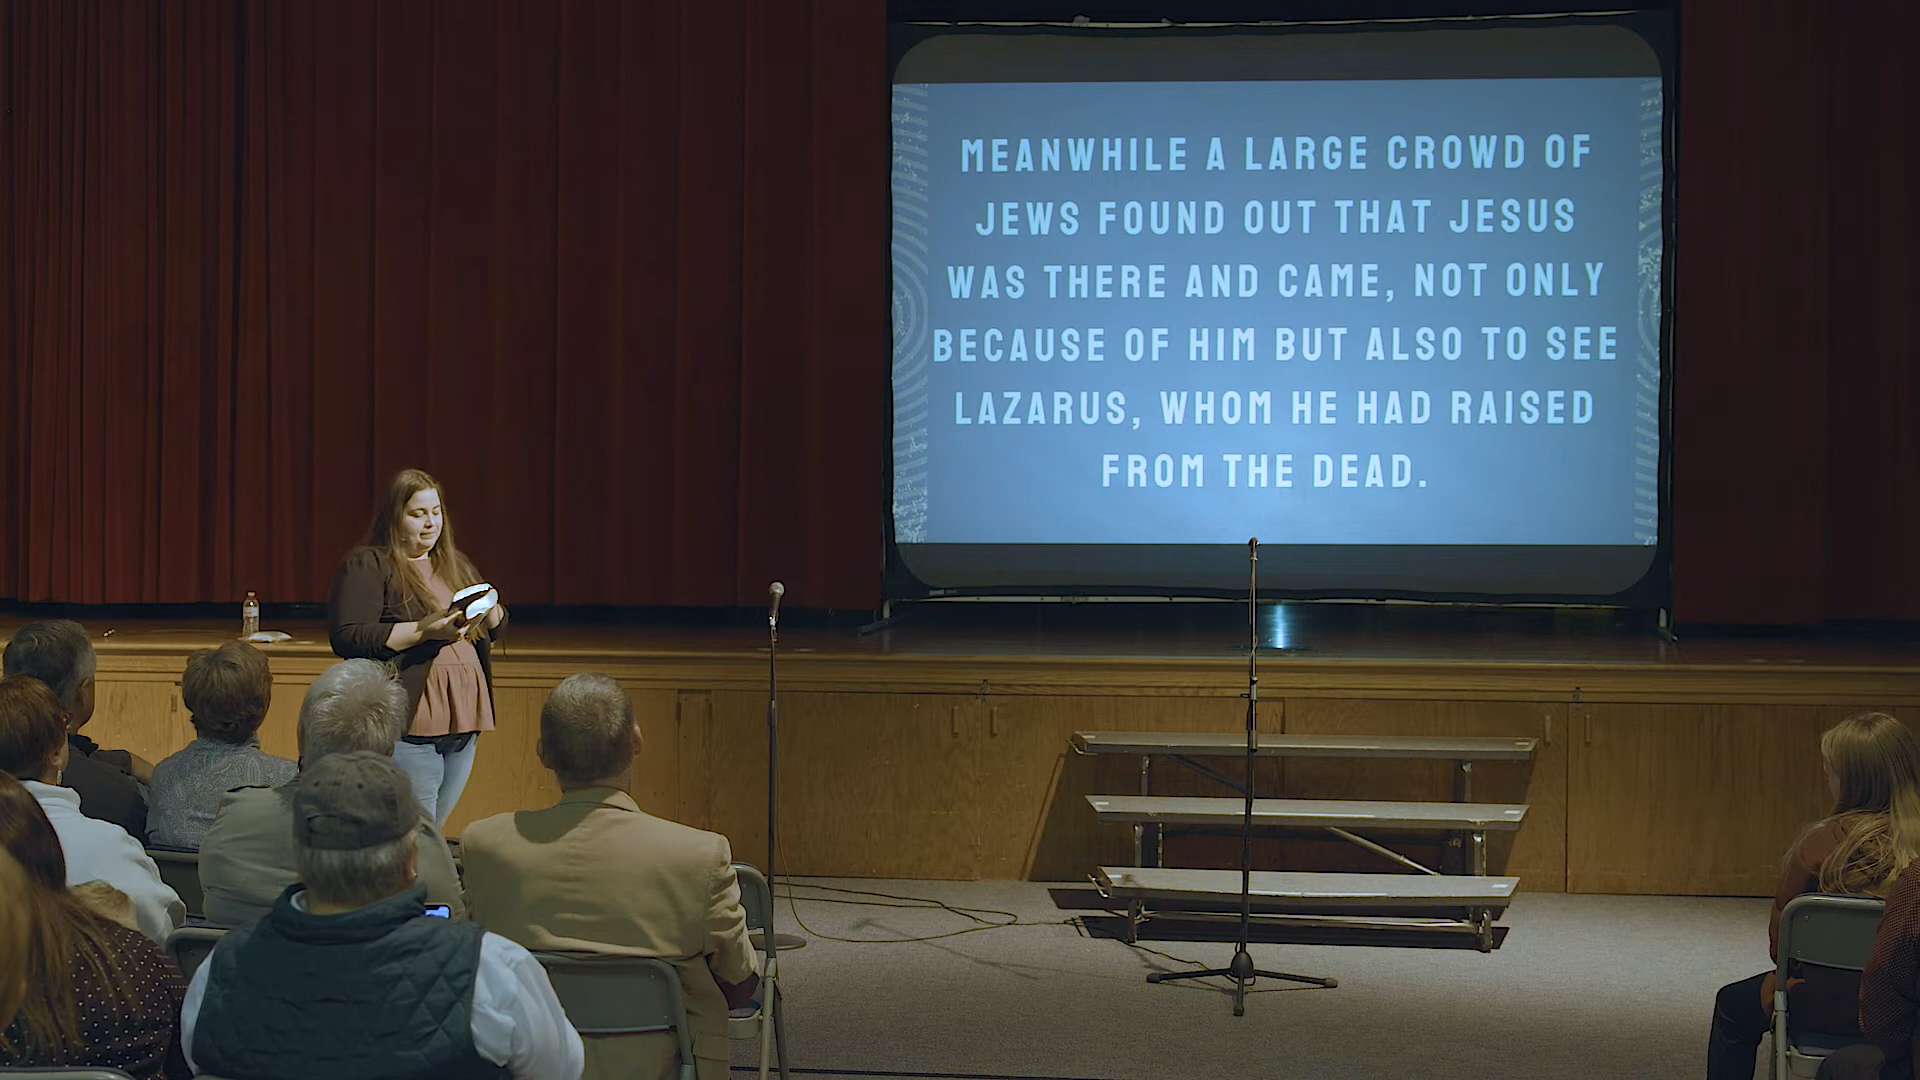 MEANWHILE A LARGE CROWD OF
JEWS FOUND OUT THAT JESUS
WAS THERE AND CAME, NOT ONLY
BECAUSE OF HIM BUT ALSO TO SEE
LAZARUS, WHOM HE HAD RAISED
FROM THE DEAD.